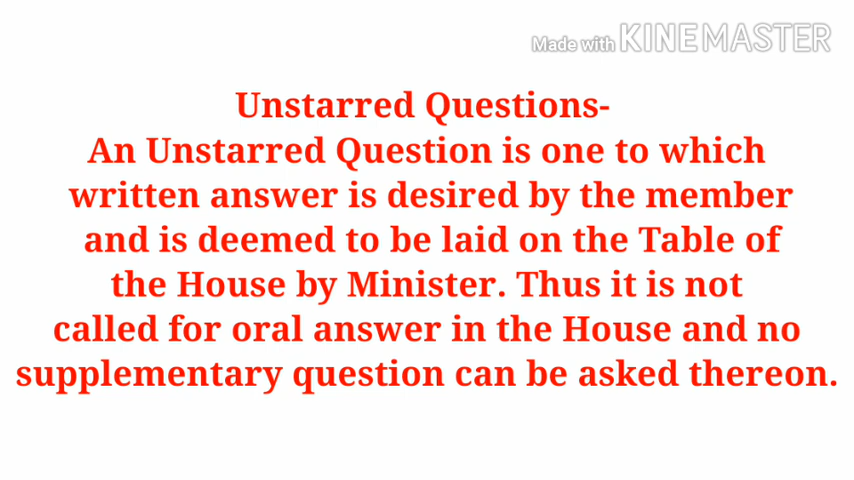 Made with KINEMASTER
Unstarred Questions-
An Unstarred Question is one to which
written answer is desired by the member
and is deemed to be laid on the Table of
the House by Minister. Thus it is not
called for oral answer in the House and no
supplementary question can be asked thereon.